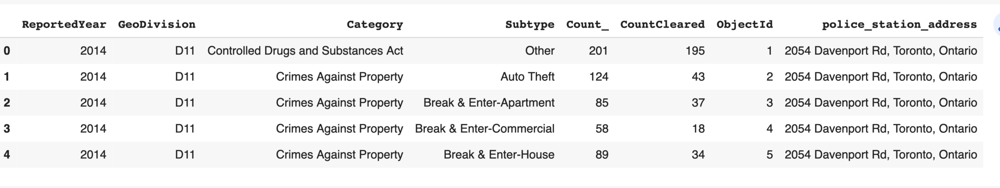 ReportedYear GeoDivision Category Subtype Count_ CountCleared ObjectId police_station_address
0 2014 D11 Controlled Drugs and Substances Act Other 201 195 1 2054 Davenport Rd, Toronto, Ontario
1 2014 D11 Crimes Against Property Auto Theft 124 43 2 2054 Davenport Rd, Toronto, Ontario
2 2014 D11 Crimes Against Property Break & Enter-Apartment 85 37 3 2054 Davenport Rd, Toronto, Ontario
3 2014 D11 Crimes Against Property Break & Enter-Commercial 58 18 4 2054 Davenport Rd, Toronto, Ontario
4 2014 D11 Crimes Against Property Break & Enter-House 89 34 5 2054 Davenport Rd, Toronto, Ontario